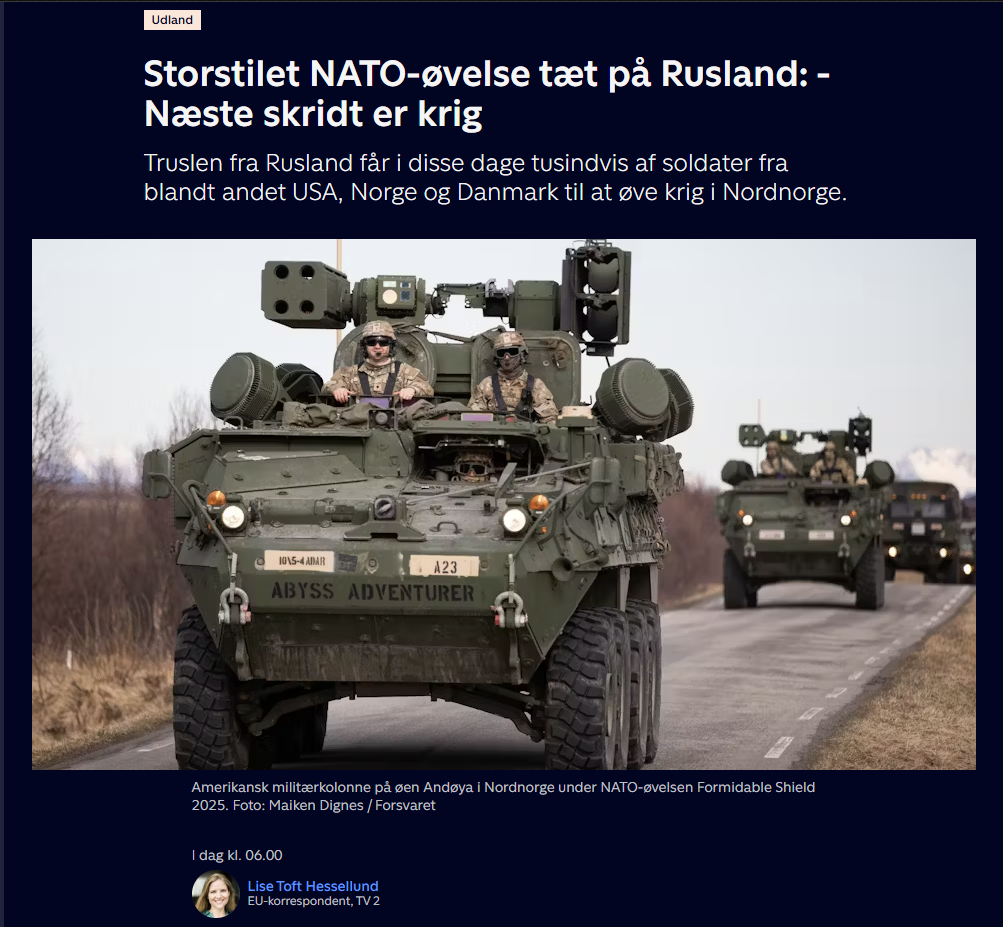 Udland
Storstilet NATO-øvelse tæt på Rusland: -
Næste skridt er krig
Truslen fra Rusland får i disse dage tusindvis af soldater fra
blandt andet USA, Norge og Danmark til at øve krig i Nordnorge.
10\5-4 ADAR
A23
ABYSS ADVENTURER
Amerikansk militærkolonne på øen Andøya i Nordnorge under NATO-øvelsen Formidable Shield
2025. Foto: Maiken Dignes / Forsvaret
I dag kl. 06.00
Lise Toft Hessellund
EU-korrespondent, TV 2